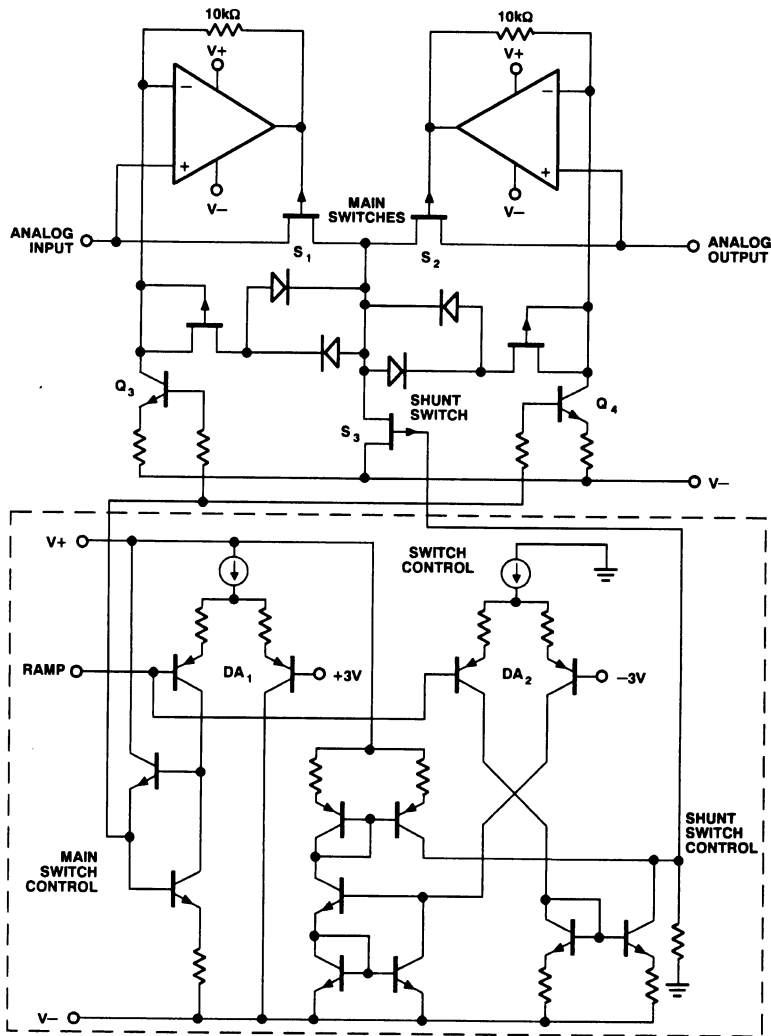 10kΩ
10kΩ
V+
V+
−
−
+
+
V−
V−
MAIN
SWITCHES
ANALOG
INPUT
ANALOG
OUTPUT
S1
S2
Q3
SHUNT
SWITCH
Q4
S3
V−
V+
SWITCH
CONTROL
RAMP
DA1
+3V
DA2
−3V
MAIN
SWITCH
CONTROL
SHUNT
SWITCH
CONTROL
V−